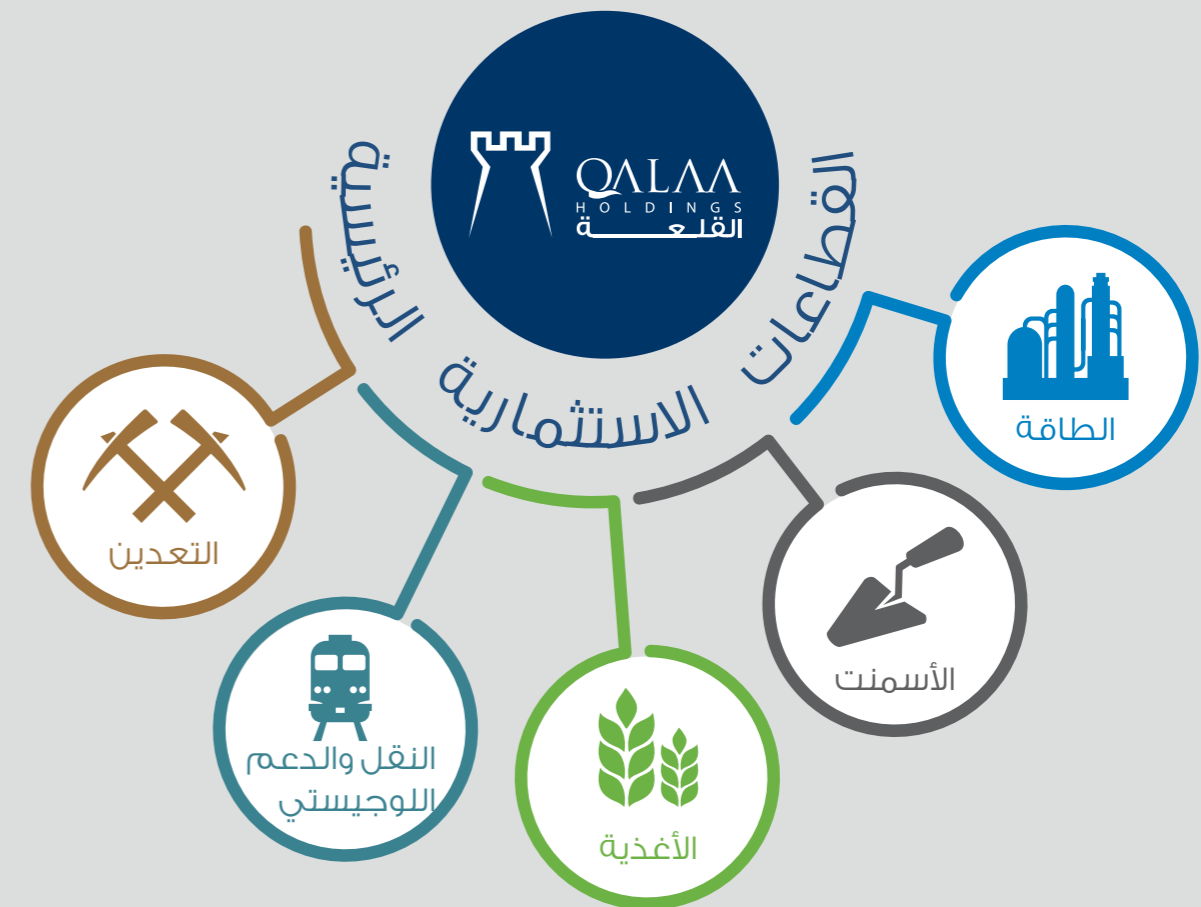 QALAA
HOLDINGS
القلعة
القطاعات الاستثمارية الرئيسية
الطاقة
الأسمنت
الأغذية
النقل والدعم
اللوجيستي
التعدين